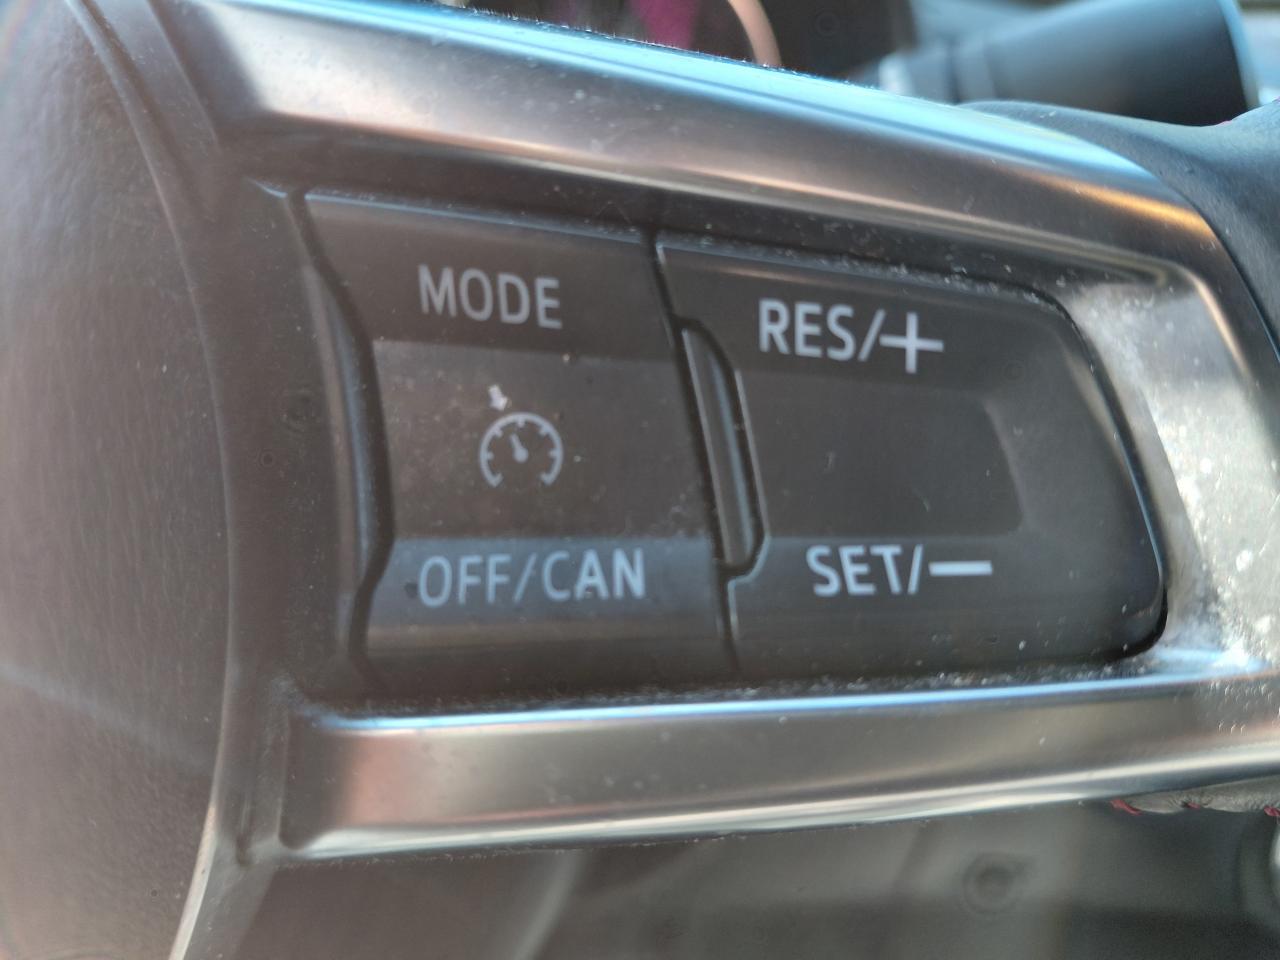 MODE
RES/+
OFF/CAN
SET/−